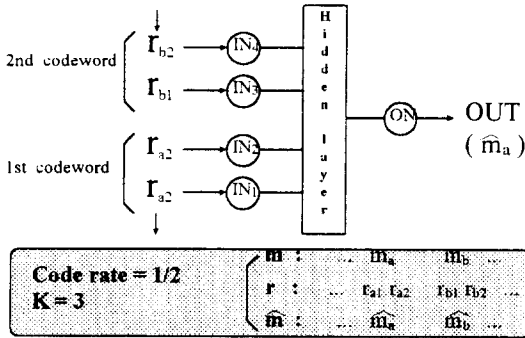 r_b2 IN4
2nd codeword
r_b1 IN3
Hidden layer
ON OUT
( m̂_a )
r_a2 IN2
1st codeword
r_a2 IN1
Code rate = 1/2
K = 3
m : ... m_a m_b ...
r : ... r_a1 r_a2 r_b1 r_b2 ...
m̂ : ... m̂_a m̂_b ...